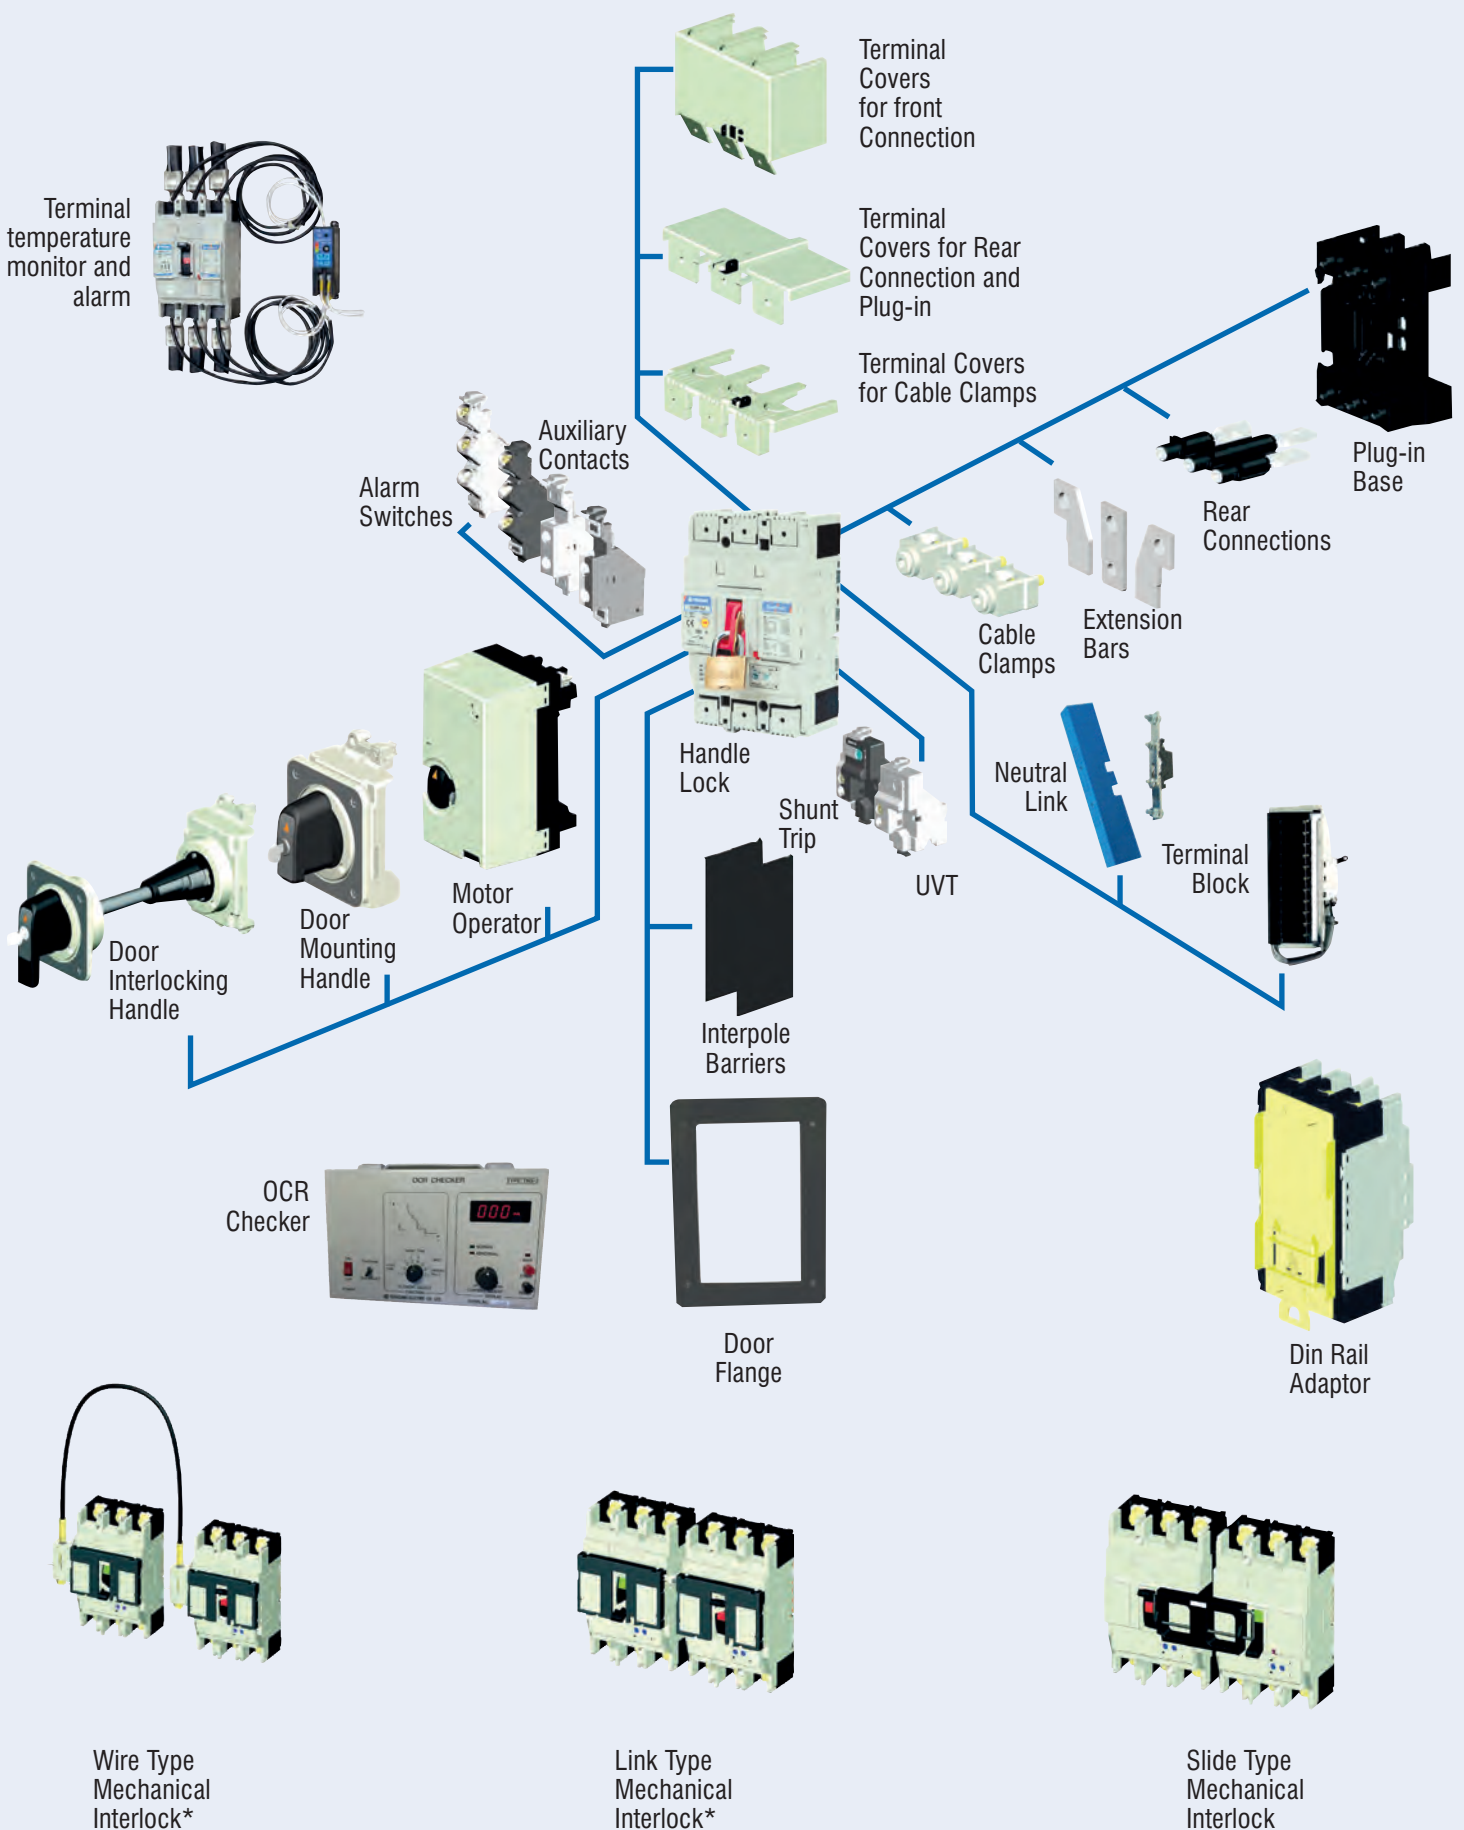 Terminal
Covers
for front
Connection
Terminal
temperature
monitor and
alarm
Terminal
Covers for Rear
Connection and
Plug-in
Terminal Covers
for Cable Clamps
Auxiliary
Contacts
Alarm
Switches
Plug-in
Base
Rear
Connections
Extension
Bars
Cable
Clamps
Handle
Lock
Neutral
Link
Shunt
Trip
UVT
Terminal
Block
Motor
Operator
Door
Mounting
Handle
Door
Interlocking
Handle
Interpole
Barriers
OCR
Checker
OCR CHECKER
000
Door
Flange
Din Rail
Adaptor
Wire Type
Mechanical
Interlock*
Link Type
Mechanical
Interlock*
Slide Type
Mechanical
Interlock